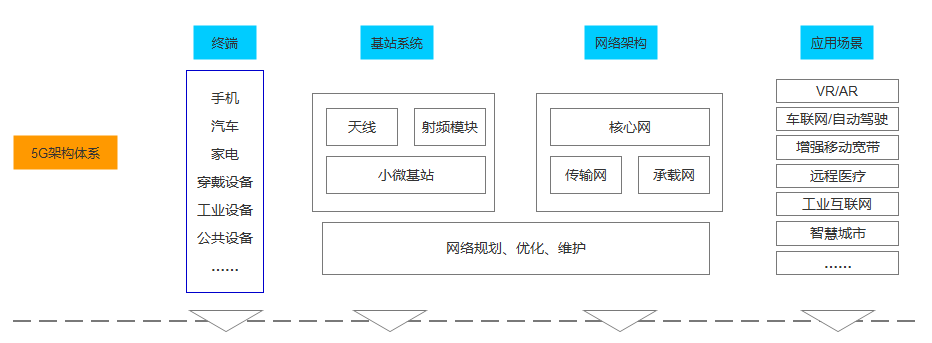 终端
基站系统
网络架构
应用场景
5G架构体系
手机
汽车
家电
穿戴设备
工业设备
公共设备
……
天线
射频模块
小微基站
核心网
传输网
承载网
网络规划、优化、维护
VR/AR
车联网/自动驾驶
增强移动宽带
远程医疗
工业互联网
智慧城市
……